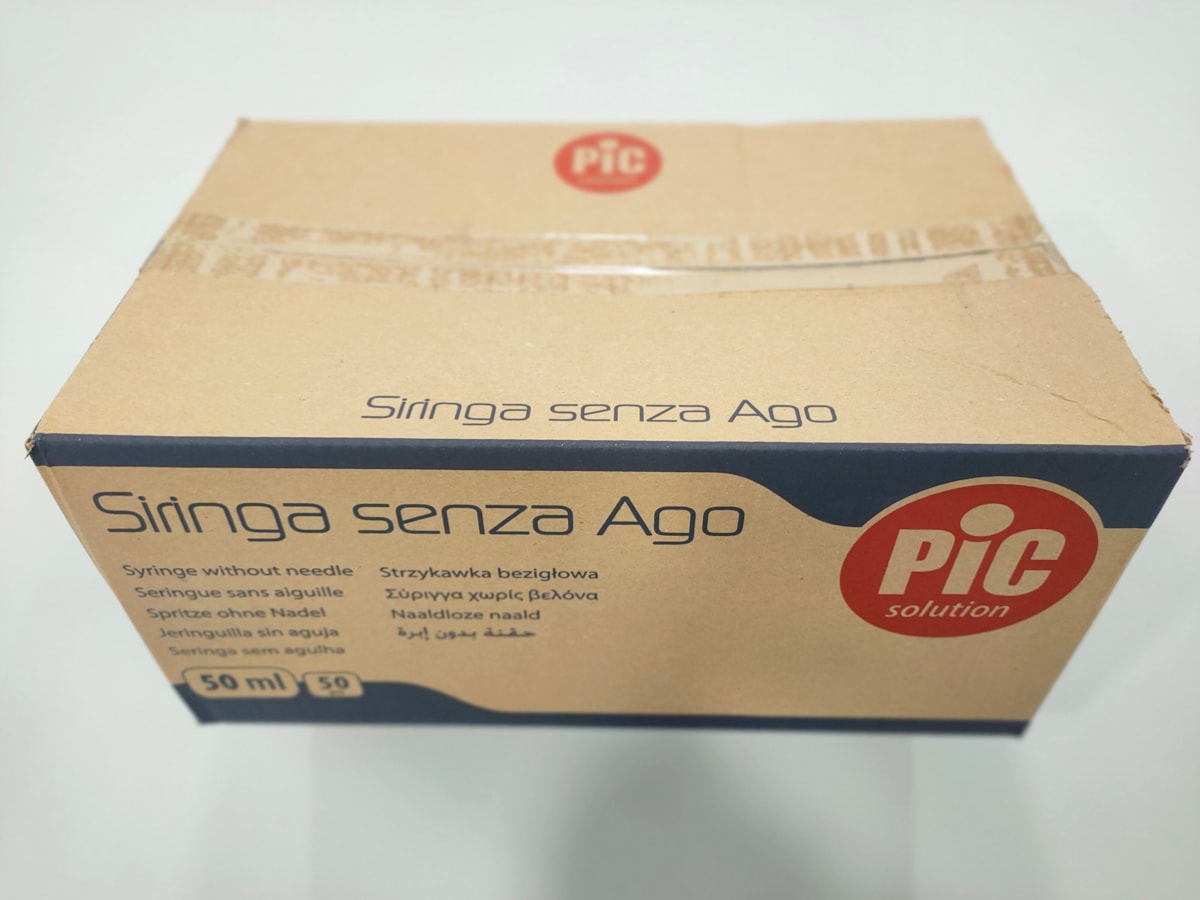 PiC
Siringa senza Ago
Siringa senza Ago
PiC
solution
Syringe without needle
Seringue sans aiguille
Spritze ohne Nadel
Jeringuilla sin aguja
Seringa sem agulha
Strzykawka bezigłowa
Σύριγγα χωρίς βελόνα
Naaldloze naald
حقنة بدون إبرة
50 ml
50